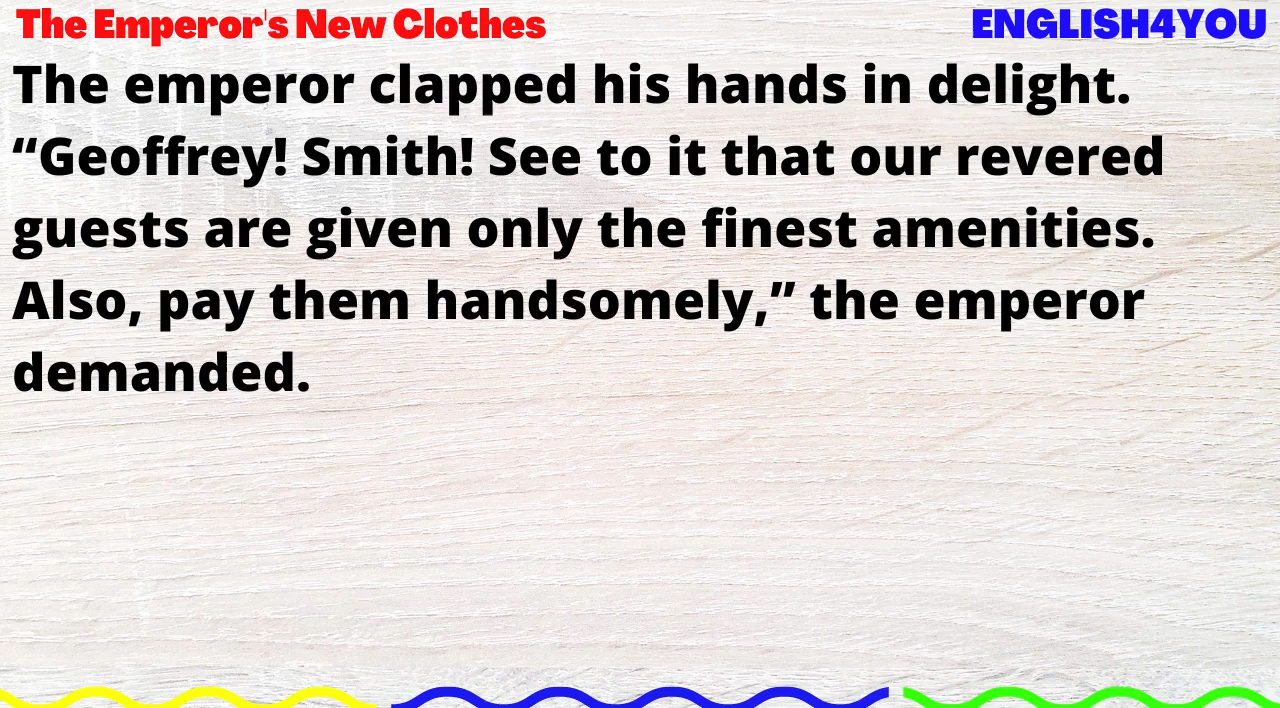 The Emperor's New Clothes
ENGLISH4YOU
The emperor clapped his hands in delight.
“Geoffrey! Smith! See to it that our revered
guests are given only the finest amenities.
Also, pay them handsomely,” the emperor
demanded.